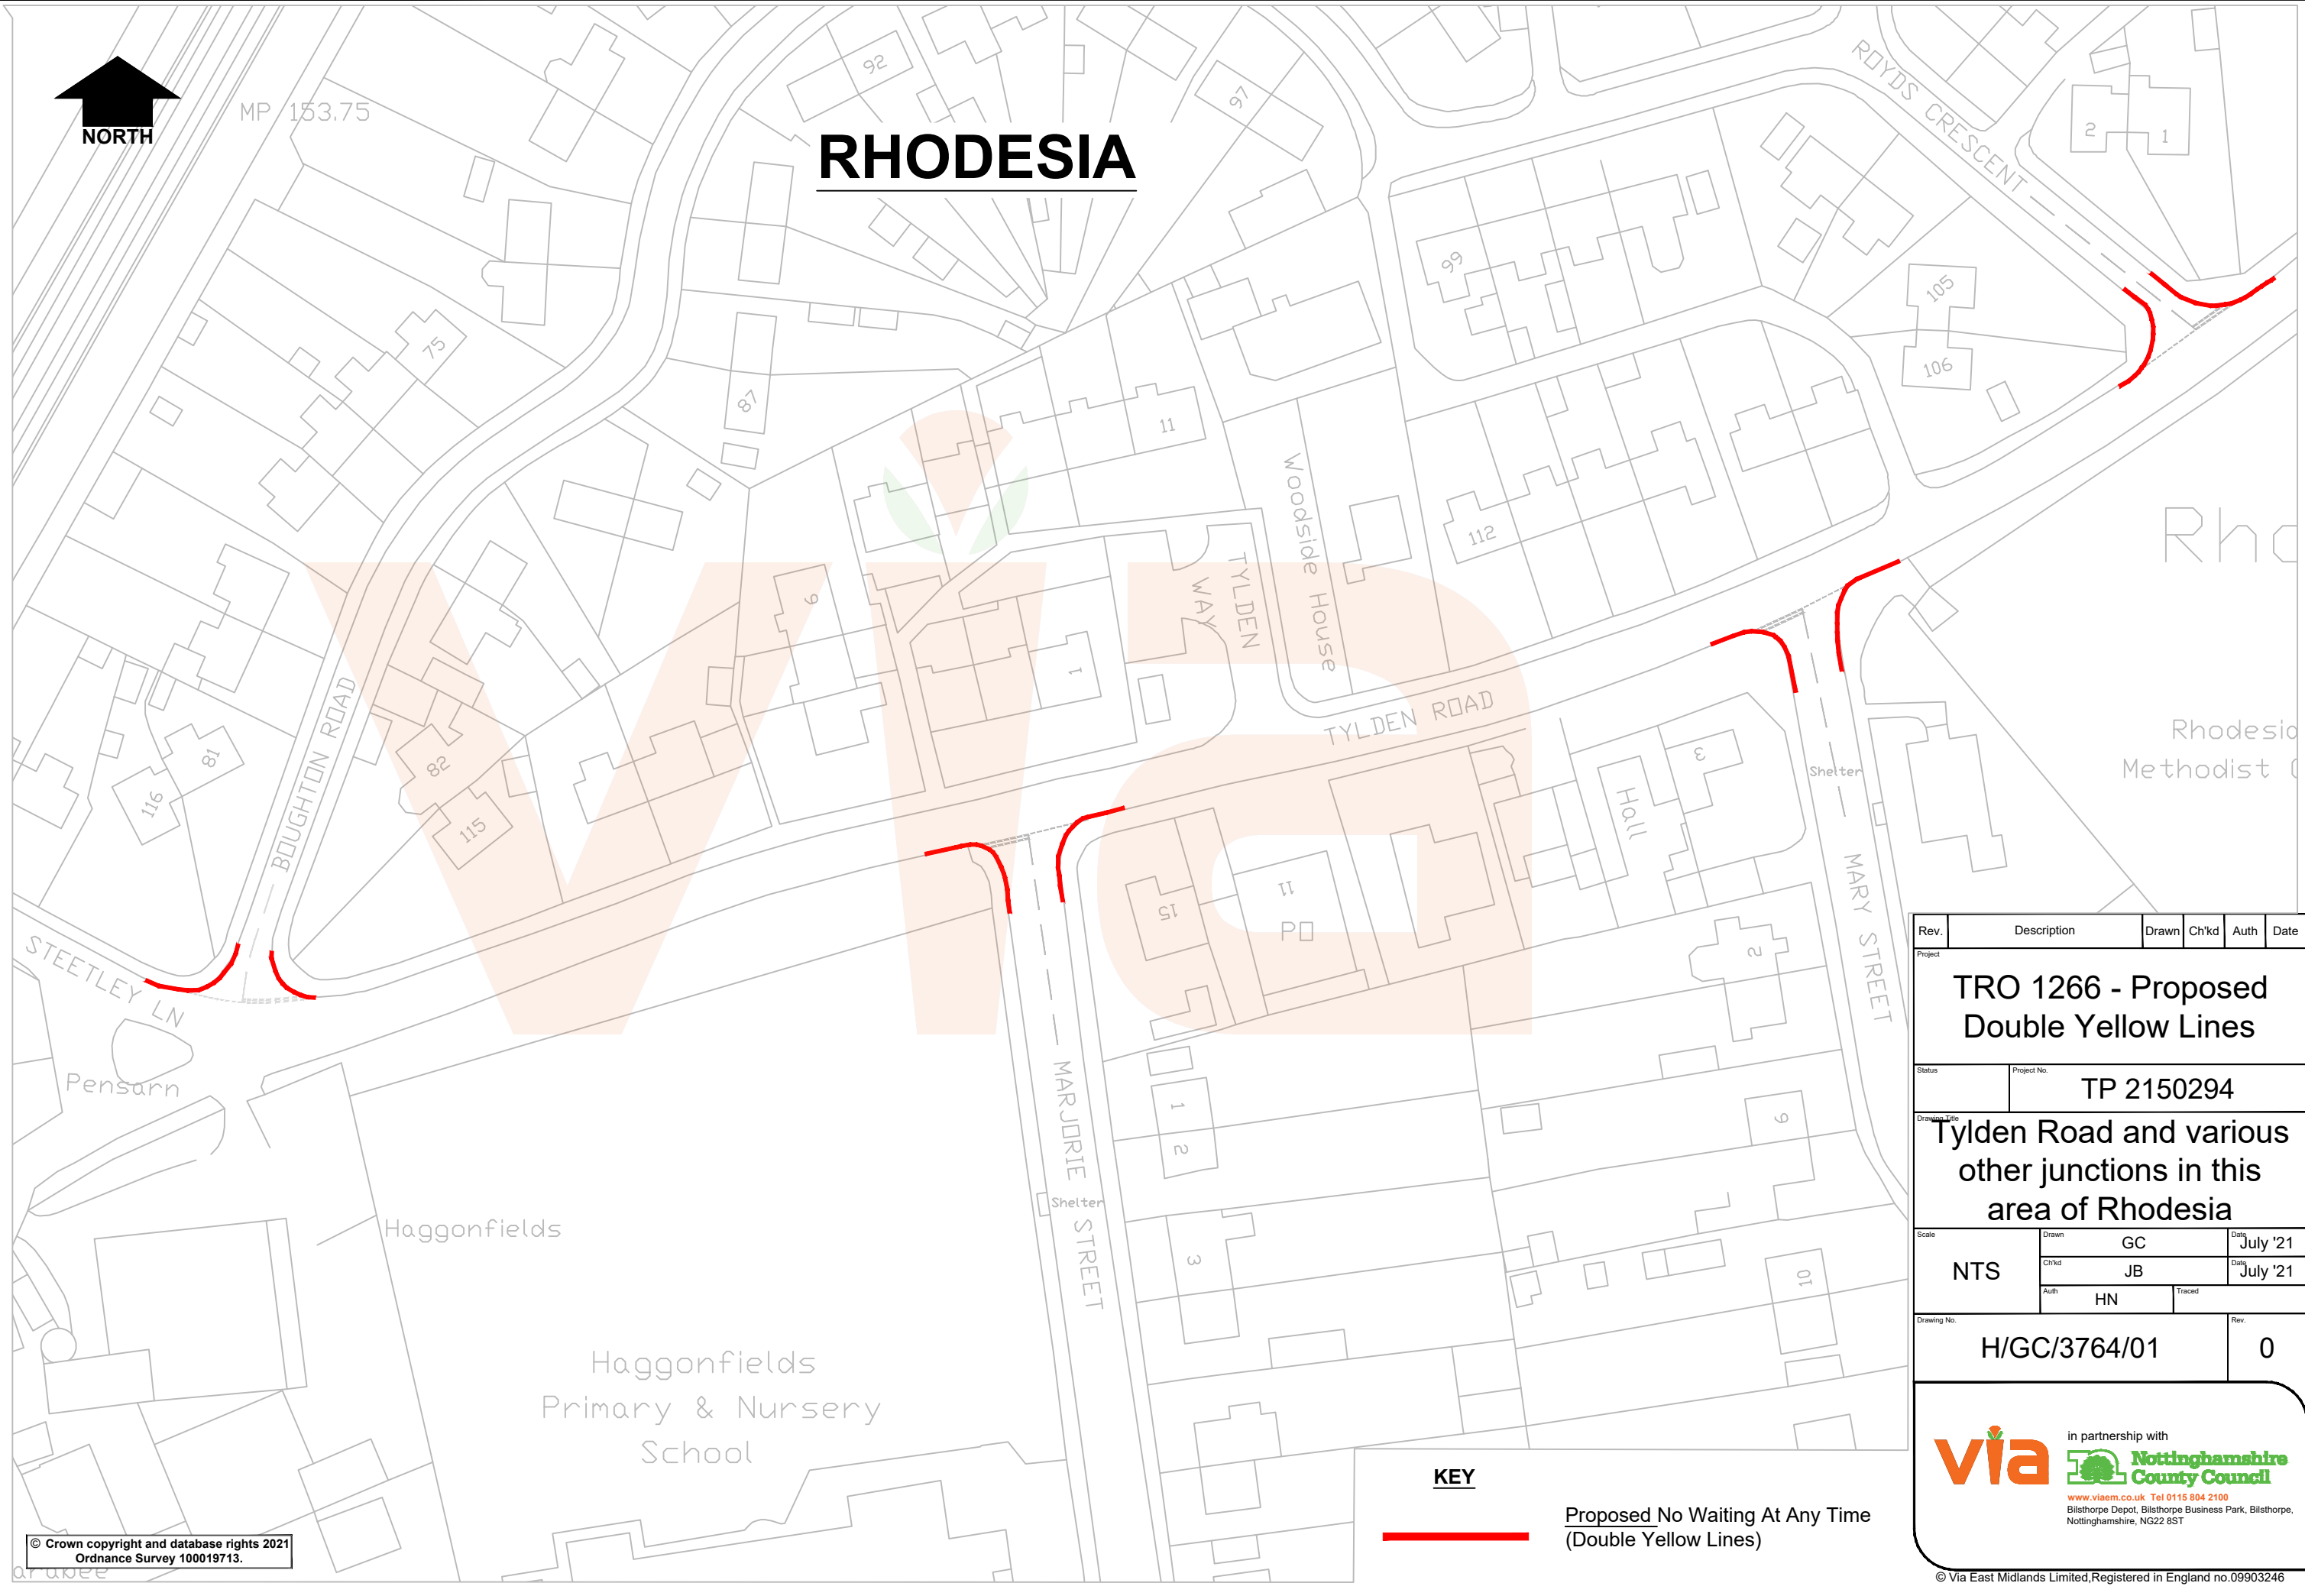 NORTH
MP 153.75
RHODESIA
92
97
ROYDS CRESCENT
2
1
99
105
106
75
87
11
112
Woodside House
TYLDEN
WAY
9
1
TYLDEN ROAD
BOUGHTON ROAD
81
116
82
115
STEETLEY LN
Pensarn
15
11
PO
Hall
3
Shelter
MARY STREET
2
Rhodesia
Methodist
MARJORIE STREET
Shelter
1
2
3
9
10
Haggonfields
Haggonfields
Primary & Nursery
School
© Crown copyright and database rights 2021
Ordnance Survey 100019713.
KEY
Proposed No Waiting At Any Time
(Double Yellow Lines)
Rev. Description Drawn Ch'kd Auth Date
Project
TRO 1266 - Proposed
Double Yellow Lines
Status Project No.
TP 2150294
Drawing Title
Tylden Road and various
other junctions in this
area of Rhodesia
Scale
NTS
Drawn GC Date July '21
Ch'kd JB Date July '21
Auth HN Traced
Drawing No. Rev.
H/GC/3764/01 0
via
in partnership with
Nottinghamshire
County Council
www.viaem.co.uk Tel 0115 804 2100
Bilsthorpe Depot, Bilsthorpe Business Park, Bilsthorpe,
Nottinghamshire, NG22 8ST
© Via East Midlands Limited,Registered in England no.09903246